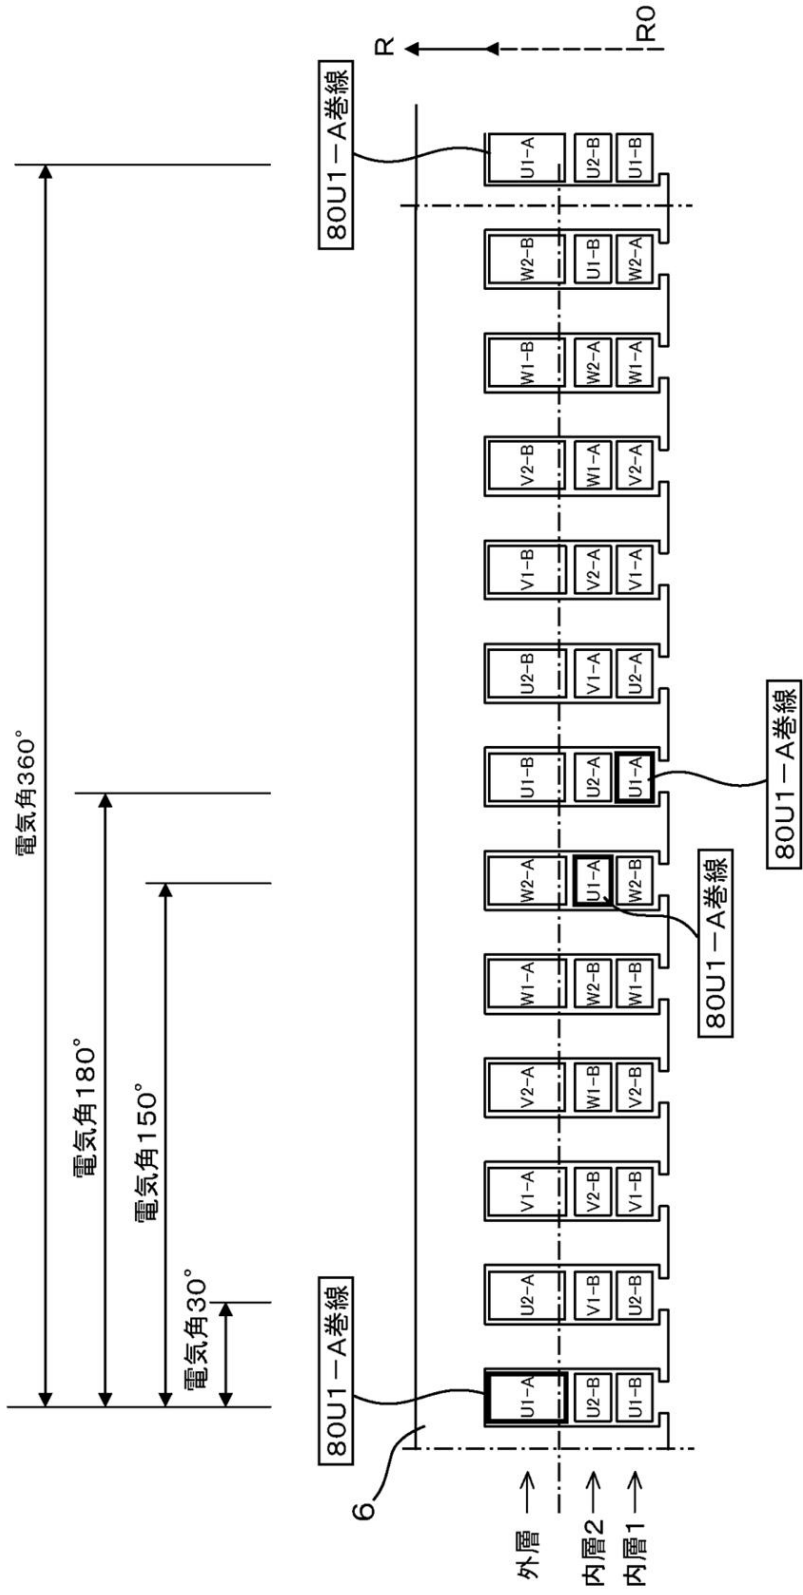 電気角360°
電気角180°
電気角150°
電気角30°
80U1−A巻線
80U1−A巻線
R
6
外層 U1-A U2-A V1-A V2-A W1-A W2-A U1-B U2-B V1-B V2-B W1-B W2-B U1-A
内層2 U2-B V1-B V2-B W1-B W2-B U1-A U2-A V1-A V2-A W1-A W2-A U1-B U2-B
内層1 U1-B U2-B V1-B V2-B W1-B W2-B U1-A U2-A V1-A V2-A W1-A W2-A U1-B
R0
80U1−A巻線
80U1−A巻線